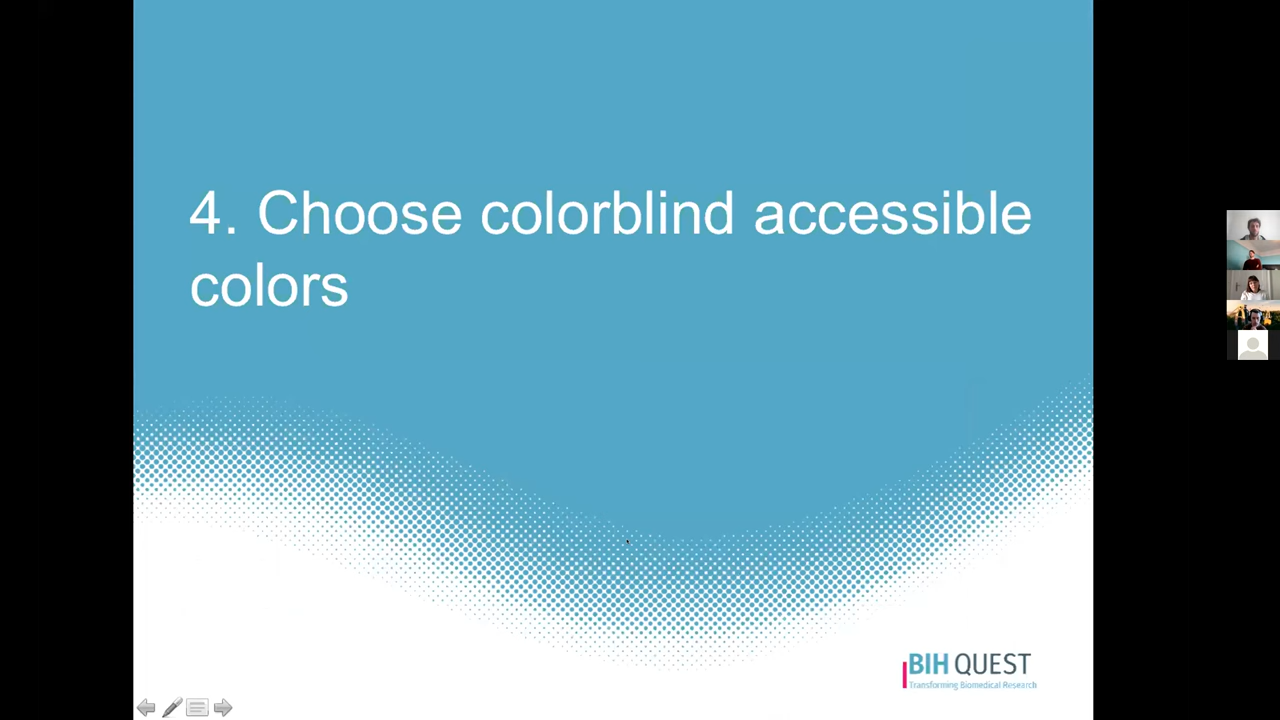 4. Choose colorblind accessible
colors
BIH QUEST
Transforming Biomedical Research